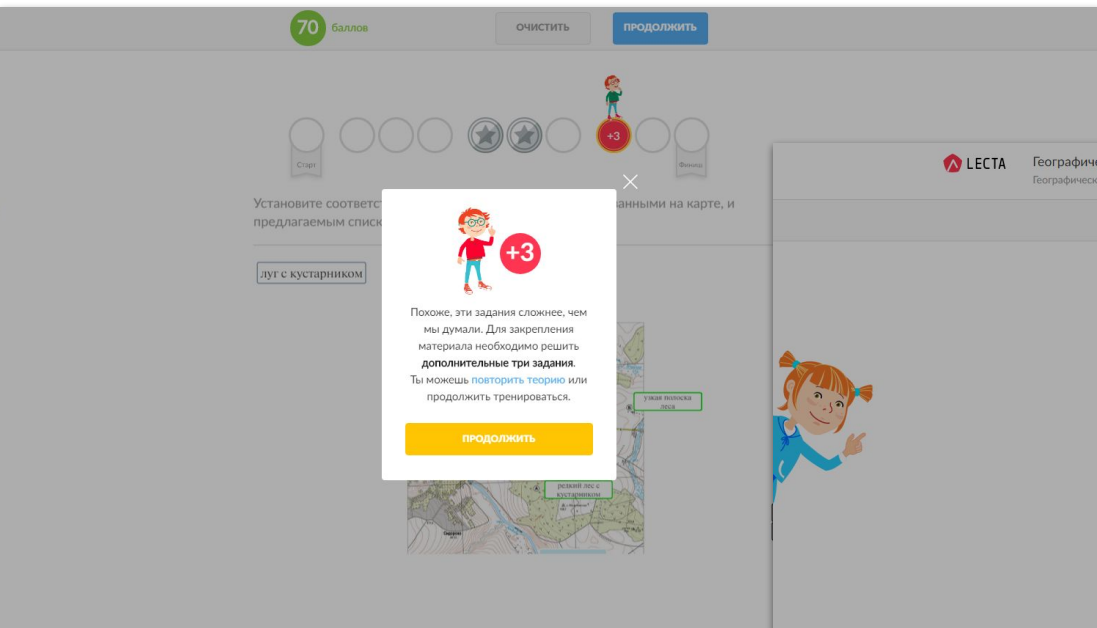 70 баллов
ОЧИСТИТЬ
ПРОДОЛЖИТЬ
+3
Старт
Финиш
LECTA
Географиче
Географическ
Установите соответс
анными на карте, и
предлагаемым списк
луг с кустарником
+3
Похоже, эти задания сложнее, чем
мы думали. Для закрепления
материала необходимо решить
дополнительные три задания.
Ты можешь повторить теорию или
продолжить тренироваться.
ПРОДОЛЖИТЬ
узкая полоска
леса
редкий лес с
кустарником